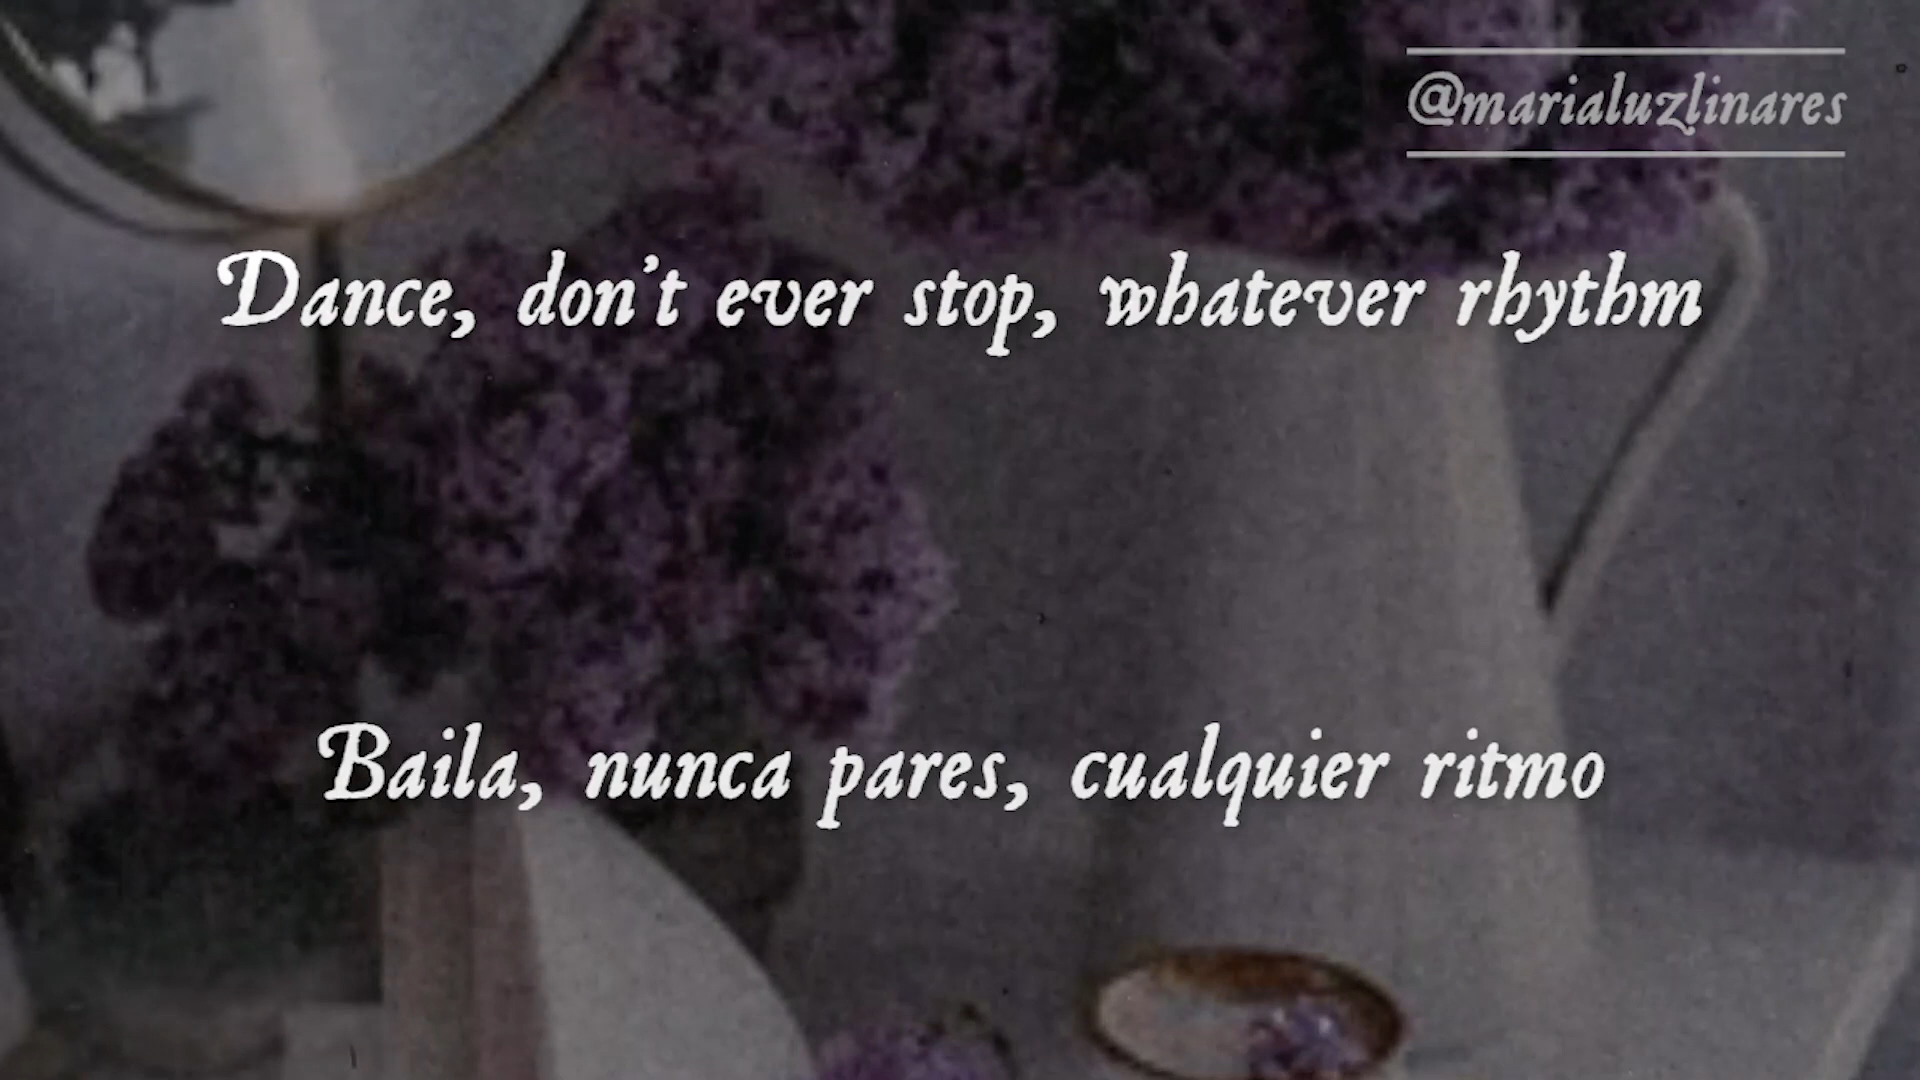 @marialuzlinares
Dance, don't ever stop, whatever rhythm
Baila, nunca pares, cualquier ritmo